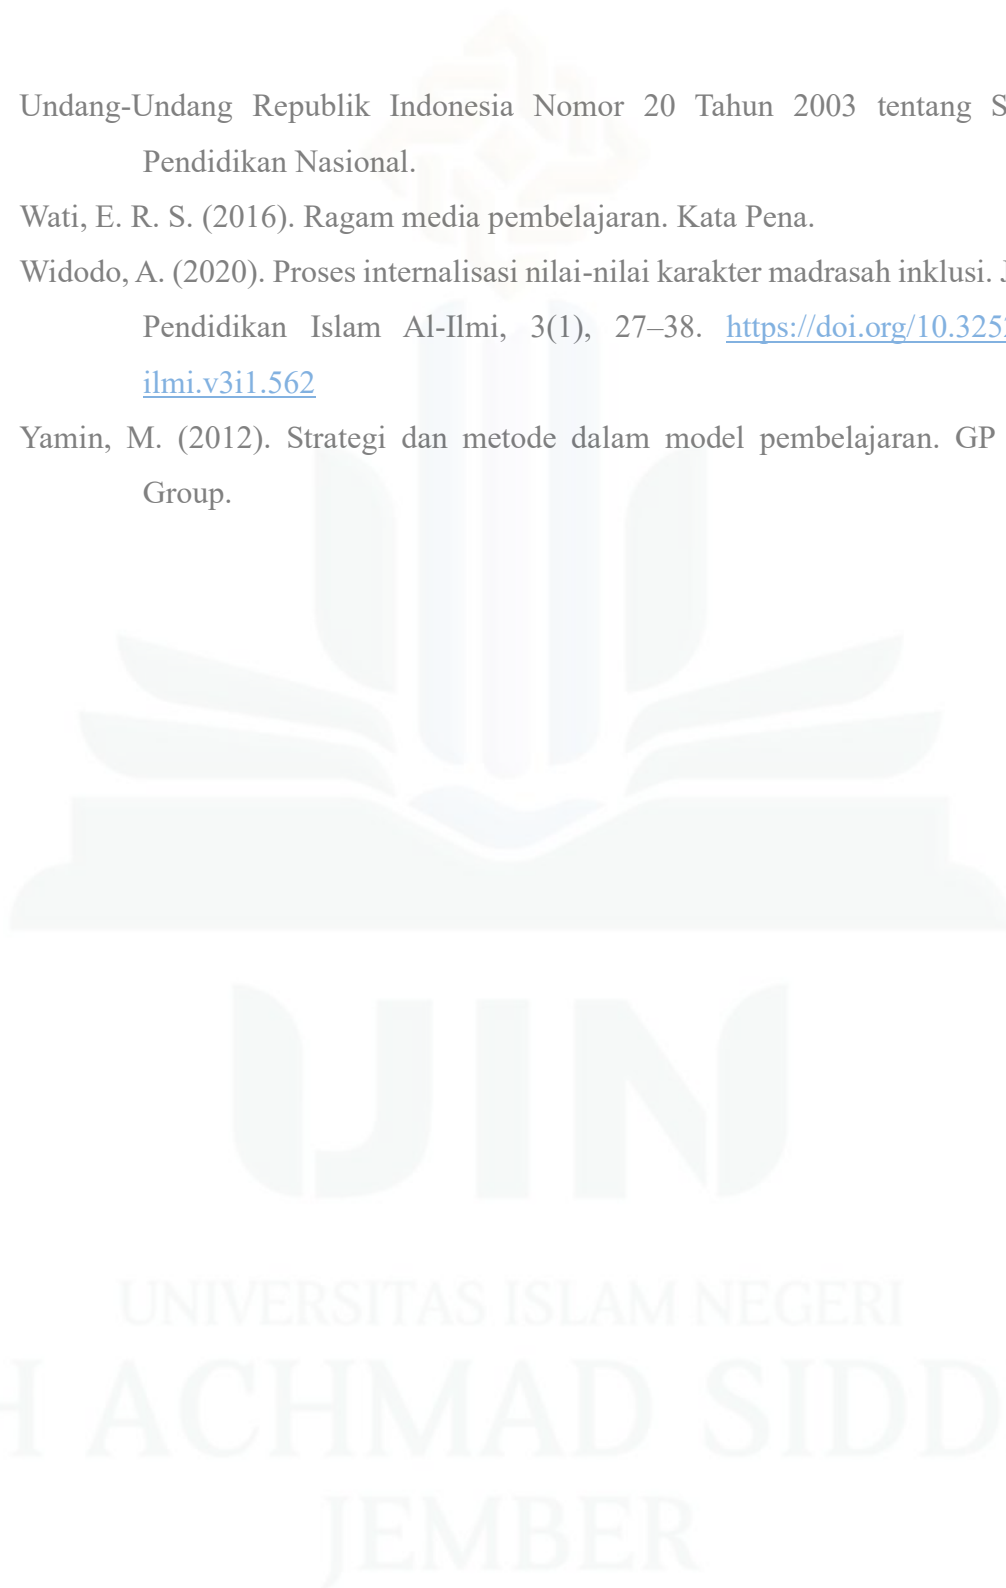 Undang-Undang Republik Indonesia Nomor 20 Tahun 2003 tentang
Pendidikan Nasional.
Wati, E. R. S. (2016). Ragam media pembelajaran. Kata Pena.
Widodo, A. (2020). Proses internalisasi nilai-nilai karakter madrasah inklusi.
Pendidikan Islam Al-Ilmi, 3(1), 27–38. https://doi.org/10.325
ilmi.v3i1.562
Yamin, M. (2012). Strategi dan metode dalam model pembelajaran. GP
Group.
UIN
UNIVERSITAS ISLAM NEGERI
H ACHMAD SIDD
JEMBER